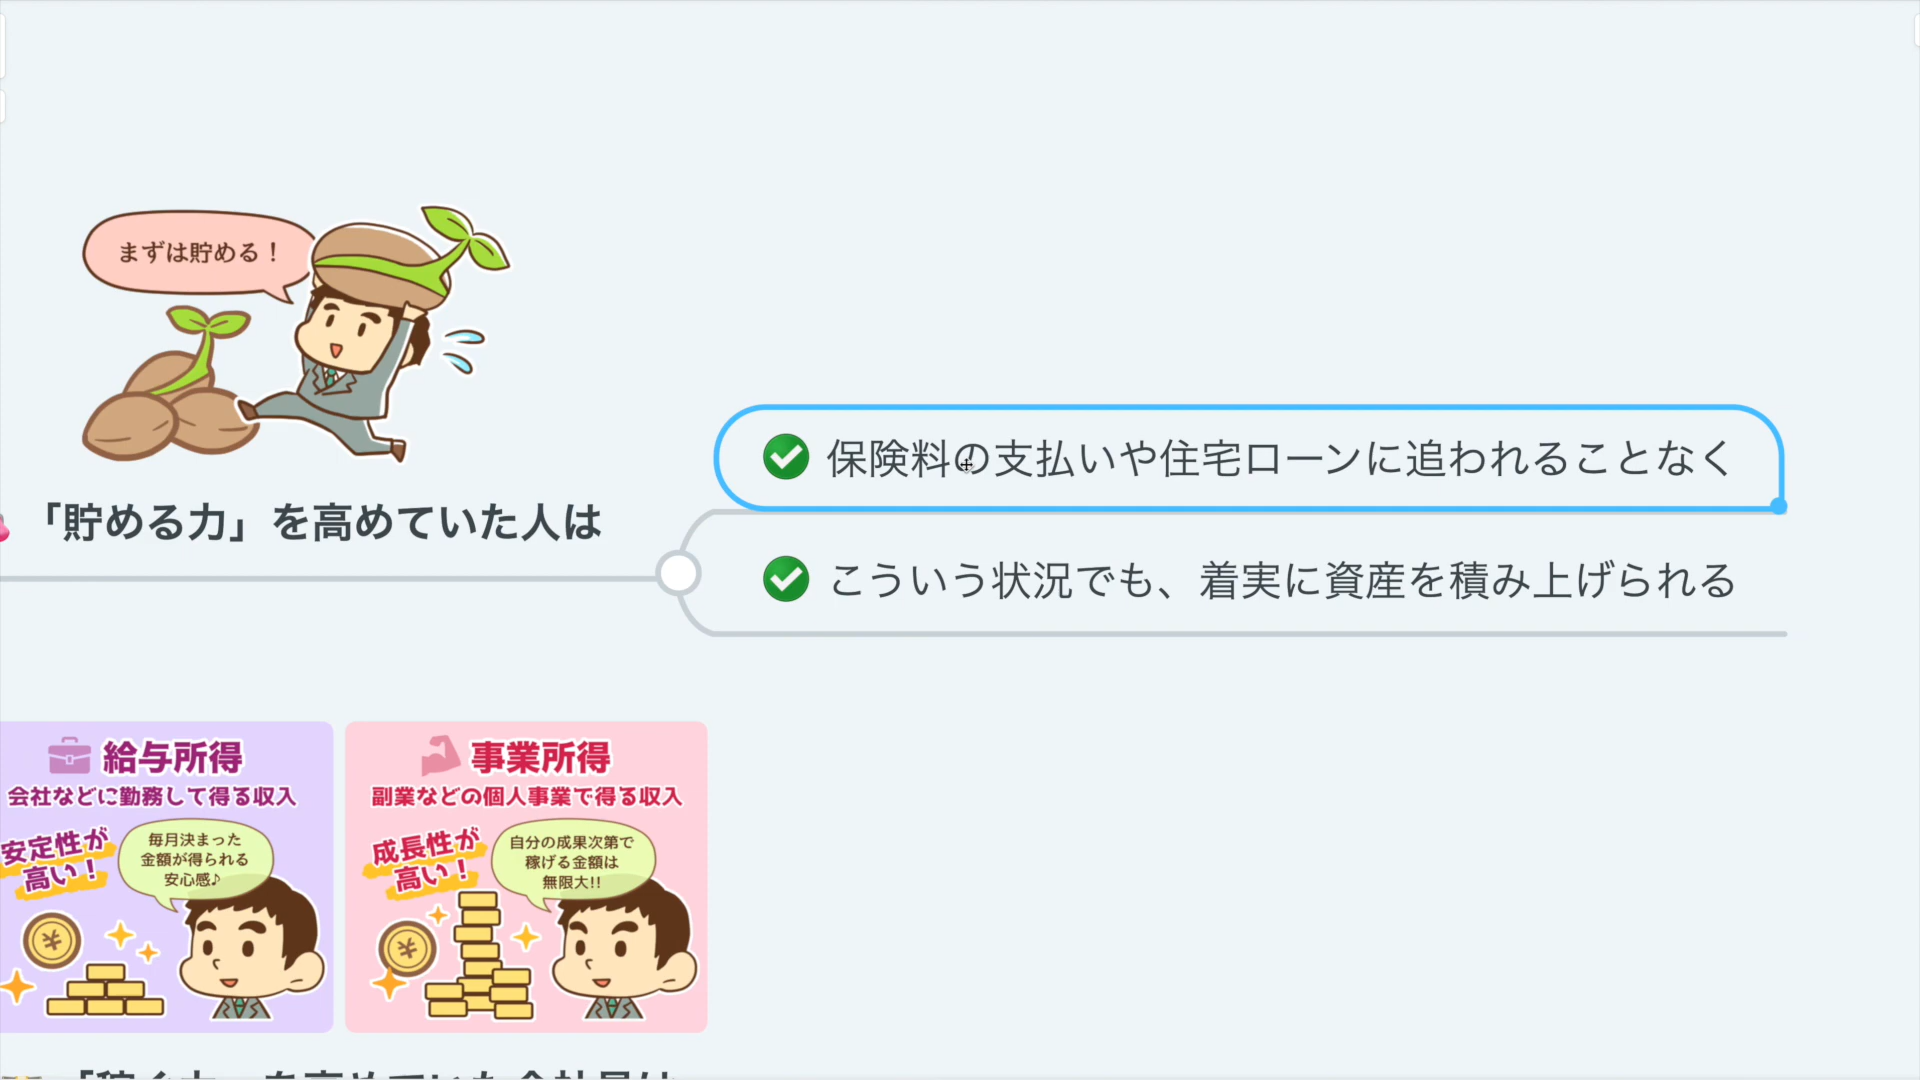 まずは貯める！
「貯める力」を高めていた人は
保険料の支払いや住宅ローンに追われることなく
こういう状況でも、着実に資産を積み上げられる
給与所得
会社などに勤務して得る収入
安定性が
高い！
毎月決まった
金額が得られる
安心感♪
事業所得
副業などの個人事業で得る収入
成長性が
高い！
自分の成果次第で
稼げる金額は
無限大!!